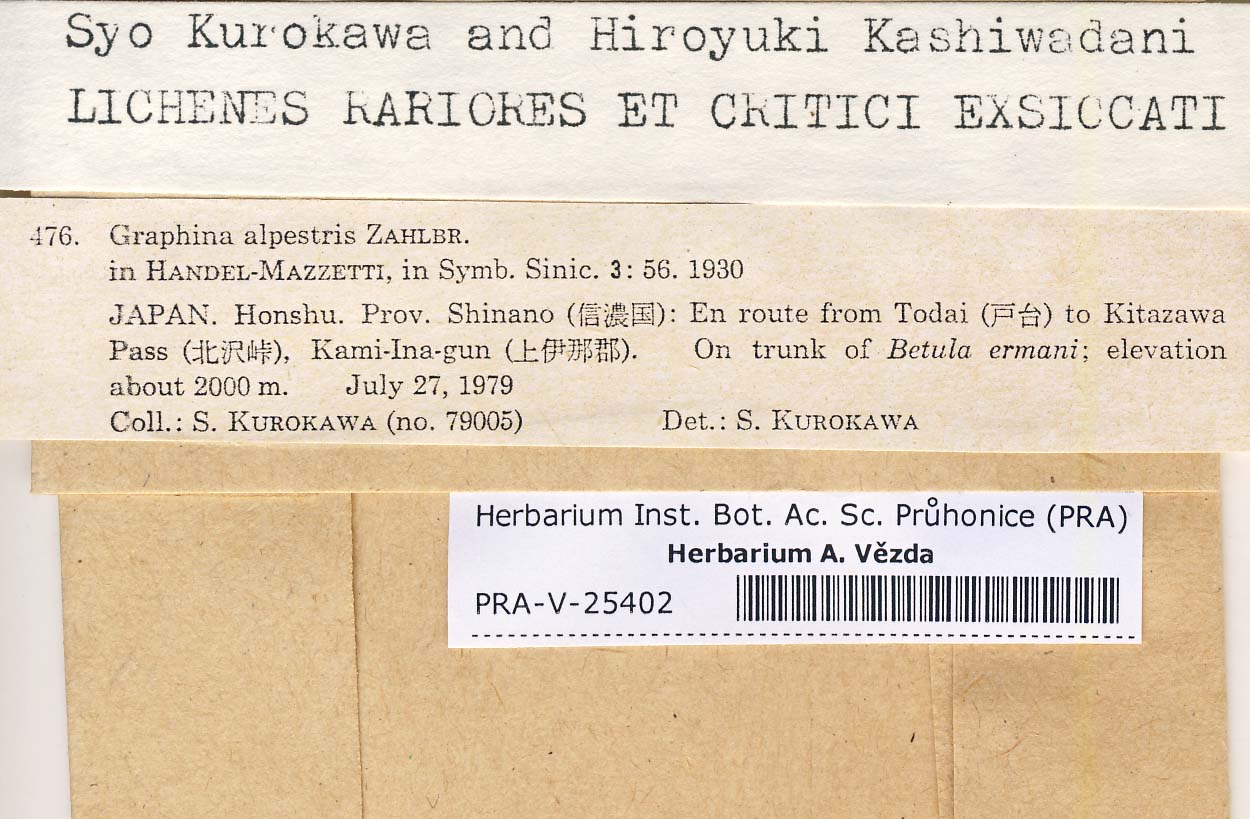 Syo Kurokawa and Hiroyuki Kashiwadani
LICHENES RARIORES ET CRITICI EXSICCATI
476. Graphina alpestris ZAHLBR.
in HANDEL-MAZZETTI, in Symb. Sinic. 3: 56. 1930
JAPAN. Honshu. Prov. Shinano (信濃国): En route from Todai (戸台) to Kitazawa
Pass (北沢峠), Kami-Ina-gun (上伊那郡). On trunk of Betula ermani; elevation
about 2000 m. July 27, 1979
Coll.: S. KUROKAWA (no. 79005) Det.: S. KUROKAWA
Herbarium Inst. Bot. Ac. Sc. Průhonice (PRA)
Herbarium A. Vězda
PRA-V-25402